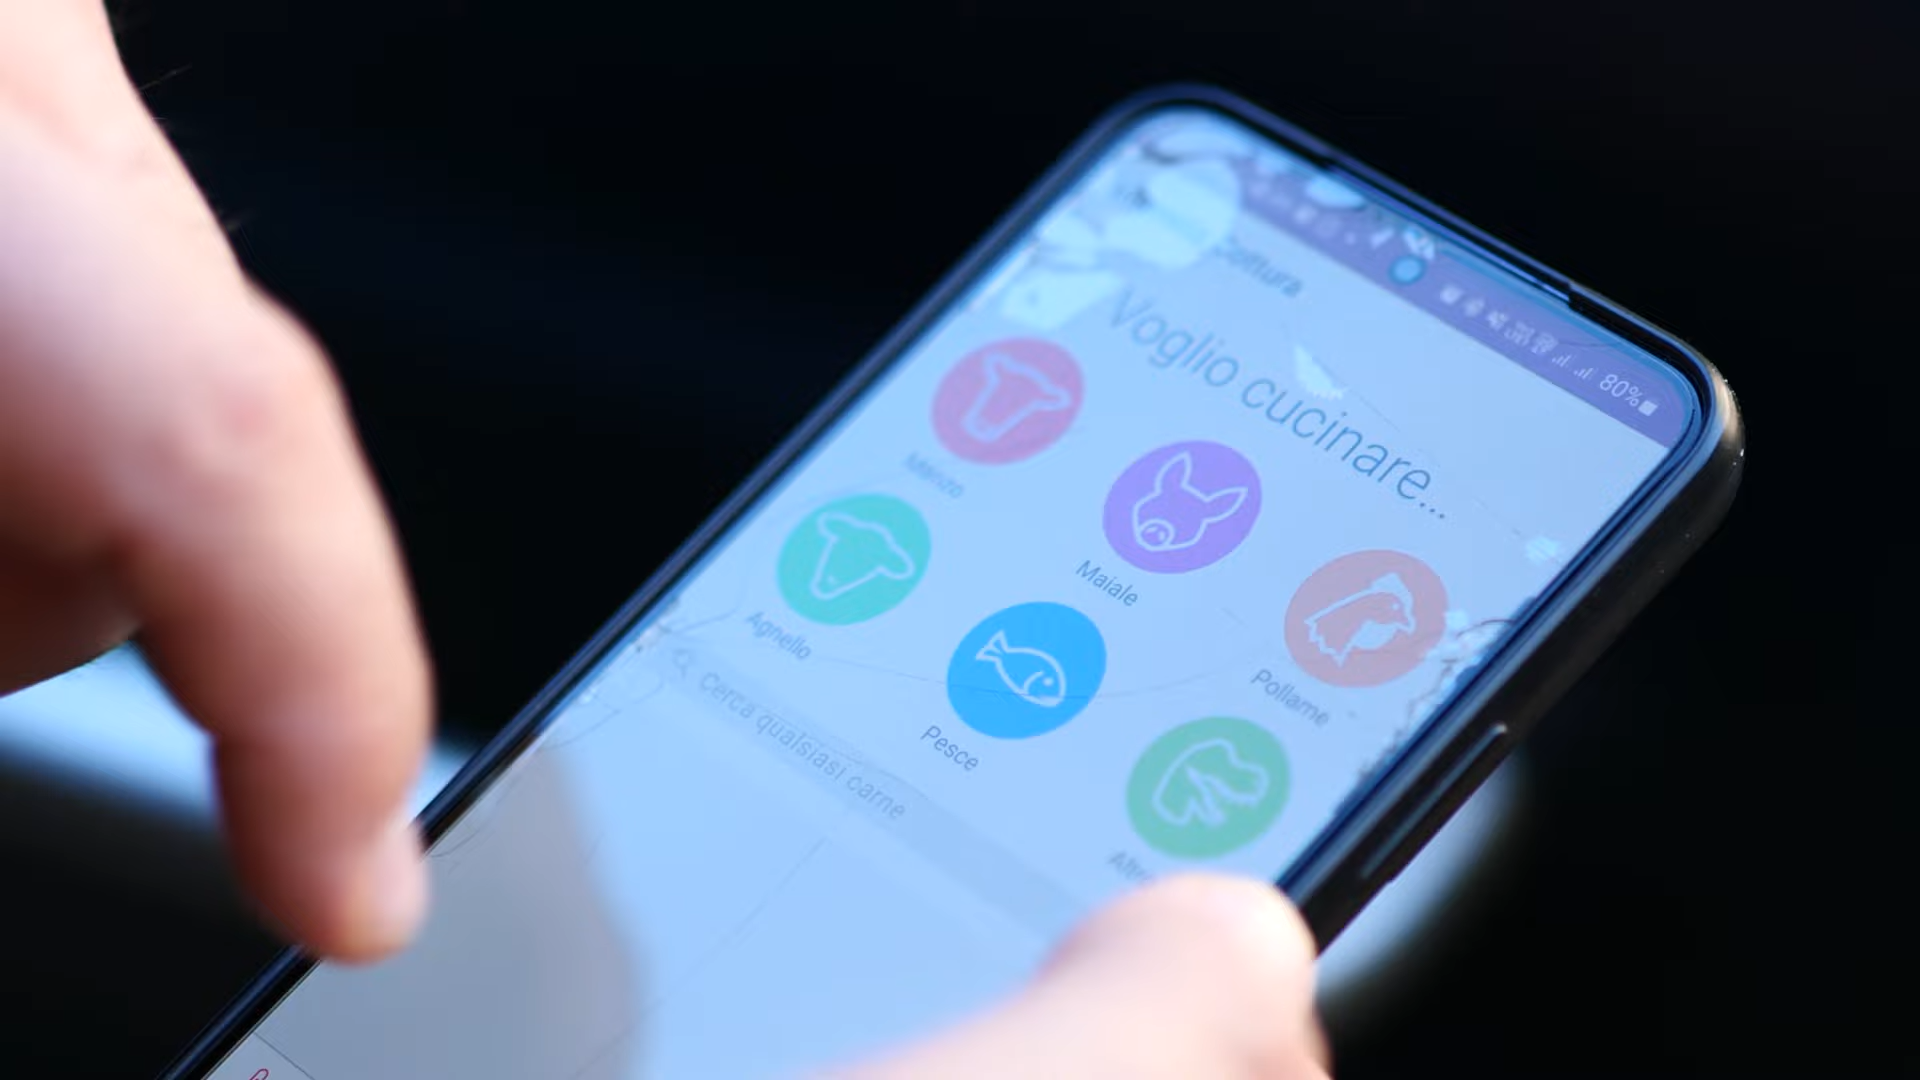 80%
Cottura
Voglio cucinare...
Manzo
Maiale
Pollame
Agnello
Pesce
Cerca qualsiasi carne